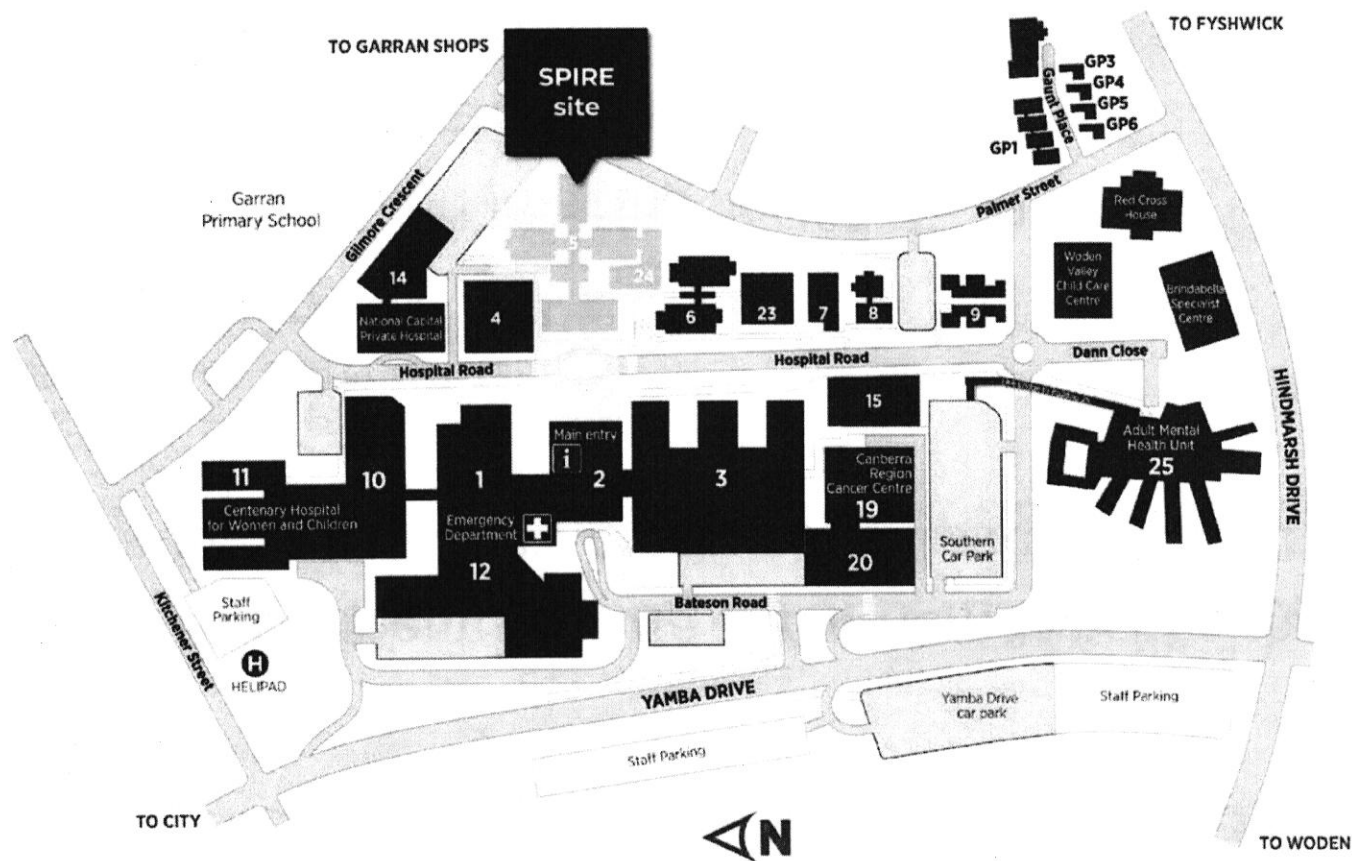 TO GARRAN SHOPS
SPIRE
site
TO FYSHWICK
GP3
GP4
GP5
GP6
GP1
Gaunt Place
Palmer Street
Garran
Primary School
Gilmore Crescent
Red Cross
House
Woden
Valley
Child Care
Centre
Brindabella
Specialist
Centre
14
National Capital
Private Hospital
4
5
24
6
23
7
8
9
Hospital Road
Hospital Road
Dann Close
HINDMARSH DRIVE
11
10
Centenary Hospital
for Women and Children
1
Main entry
i
2
3
15
Canberra
Region
Cancer Centre
19
20
Adult Mental
Health Unit
25
Emergency
Department
12
Southern
Car Park
Bateson Road
Staff
Parking
Kitchener Street
H
HELIPAD
YAMBA DRIVE
Yamba Drive
car park
Staff Parking
Staff Parking
TO CITY
N
TO WODEN